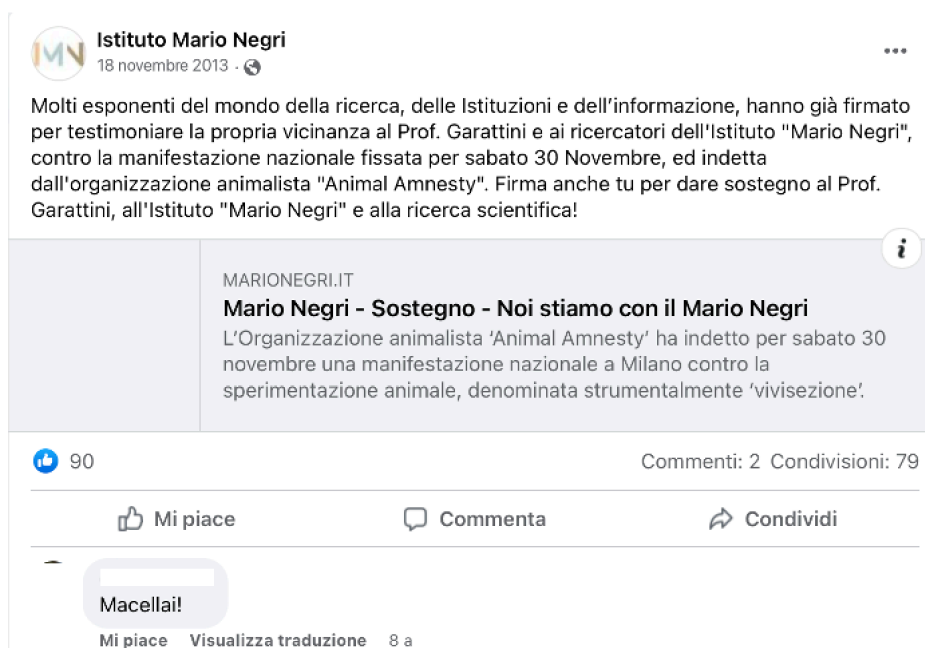 IMN
Istituto Mario Negri
18 novembre 2013 ·
Molti esponenti del mondo della ricerca, delle Istituzioni e dell'informazione, hanno già firmato
per testimoniare la propria vicinanza al Prof. Garattini e ai ricercatori dell'Istituto "Mario Negri",
contro la manifestazione nazionale fissata per sabato 30 Novembre, ed indetta
dall'organizzazione animalista "Animal Amnesty". Firma anche tu per dare sostegno al Prof.
Garattini, all'Istituto "Mario Negri" e alla ricerca scientifica!
i
MARIONEGRI.IT
Mario Negri - Sostegno - Noi stiamo con il Mario Negri
L'Organizzazione animalista 'Animal Amnesty' ha indetto per sabato 30
novembre una manifestazione nazionale a Milano contro la
sperimentazione animale, denominata strumentalmente 'vivisezione'.
90 Commenti: 2 Condivisioni: 79
Mi piace Commenta Condividi
Macellai!
Mi piace Visualizza traduzione 8 a